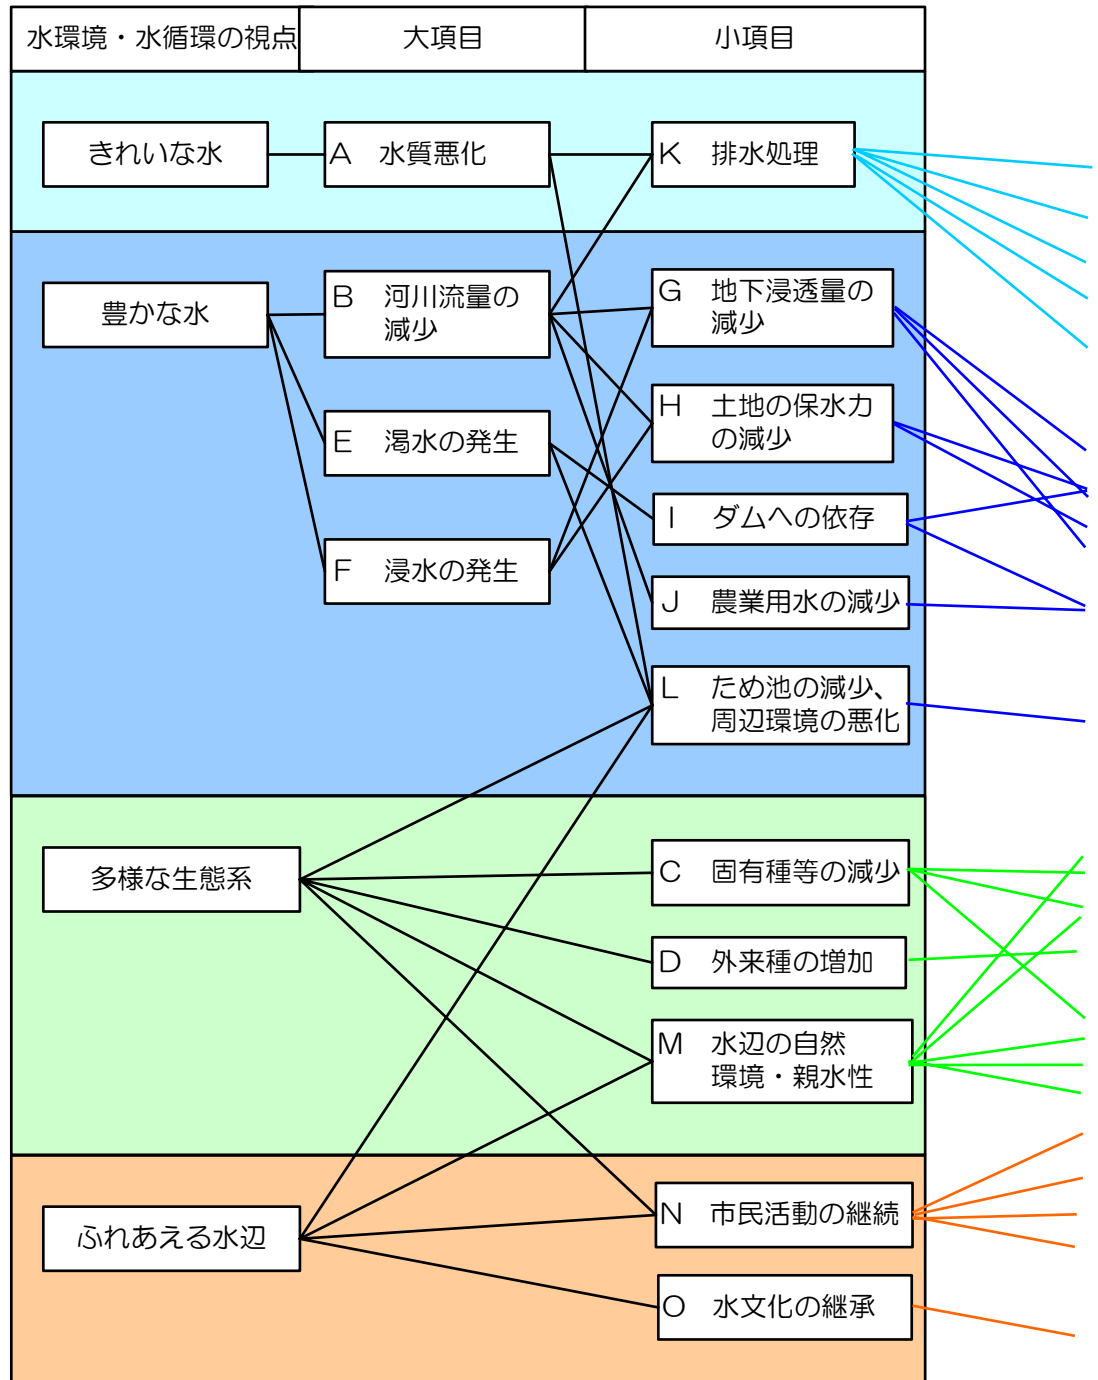 水環境・水循環の視点
大項目
小項目
きれいな水
A 水質悪化
K 排水処理
豊かな水
B 河川流量の
減少
G 地下浸透量の
減少
H 土地の保水力
の減少
E 渇水の発生
I ダムへの依存
F 浸水の発生
J 農業用水の減少
L ため池の減少、
周辺環境の悪化
多様な生態系
C 固有種等の減少
D 外来種の増加
M 水辺の自然
環境・親水性
ふれあえる水辺
N 市民活動の継続
O 水文化の継承